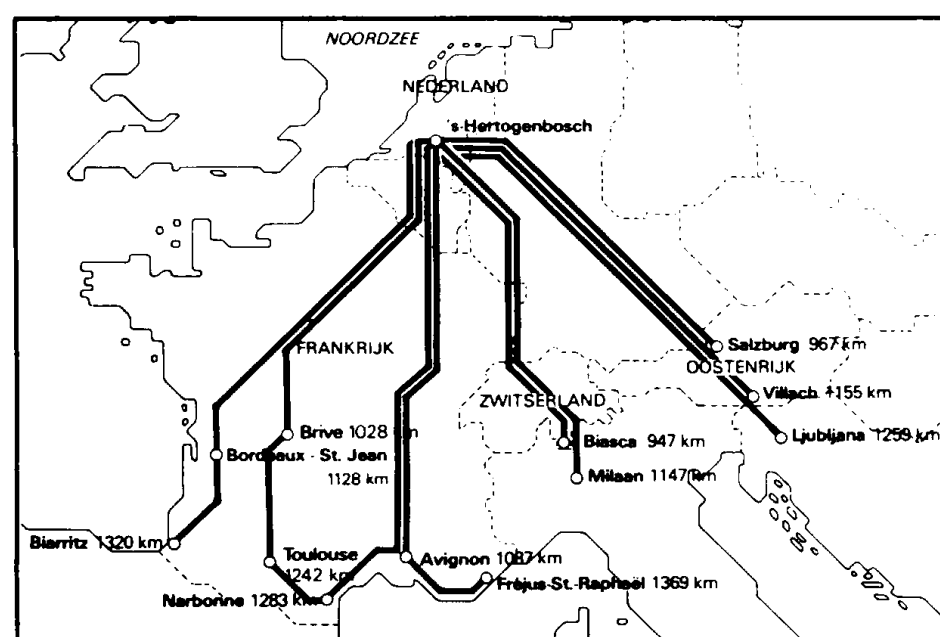 NOORDZEE
NEDERLAND
's-Hertogenbosch
FRANKRIJK
Salzburg 967 km
OOSTENRIJK
Villach 1155 km
ZWITSERLAND
Brive 1028 km
Ljubljana 1259 km
Biasca 947 km
Bordeaux - St. Jean
1128 km
Milaan 1147 km
Biarritz 1320 km
Toulouse
1242 km
Avignon 1087 km
Fréjus-St.-Raphaël 1369 km
Narbonne 1283 km